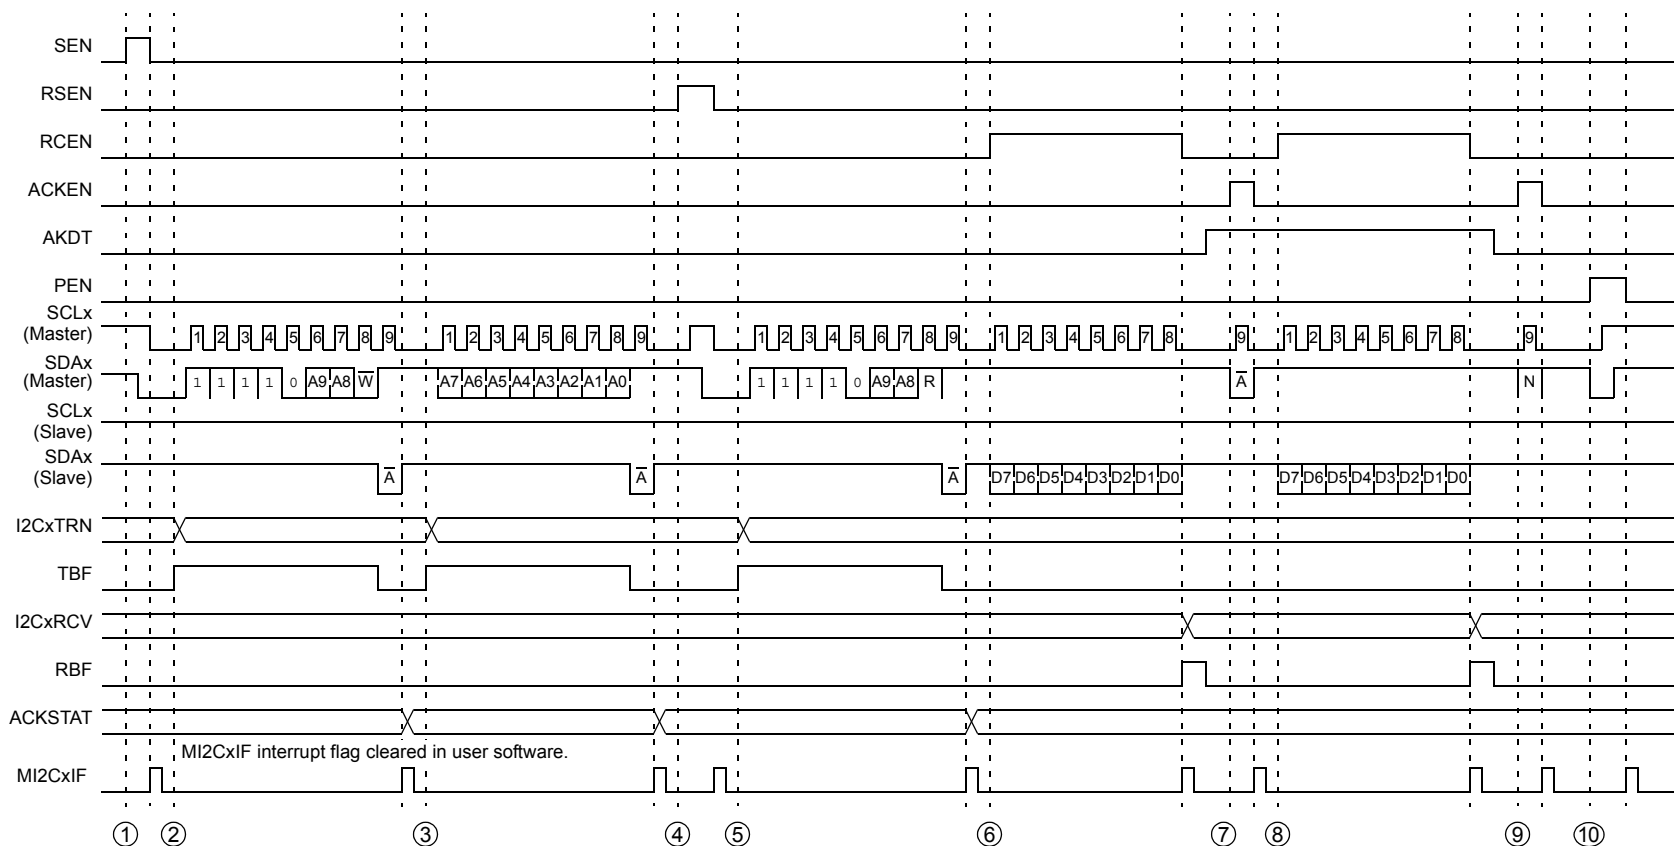 SEN
RSEN
RCEN
ACKEN
AKDT
PEN
SCLx
(Master)
1 2 3 4 5 6 7 8 9 1 2 3 4 5 6 7 8 9 1 2 3 4 5 6 7 8 9 1 2 3 4 5 6 7 8 9 1 2 3 4 5 6 7 8 9
SDAx
(Master)
1 1 1 1 0 A9 A8 W̅ A7 A6 A5 A4 A3 A2 A1 A0 1 1 1 1 0 A9 A8 R A̅ N
SCLx
(Slave)
SDAx
(Slave)
A̅ A̅ A̅ D7 D6 D5 D4 D3 D2 D1 D0 D7 D6 D5 D4 D3 D2 D1 D0
I2CxTRN
TBF
I2CxRCV
RBF
ACKSTAT
MI2CxIF interrupt flag cleared in user software.
MI2CxIF
1 2 3 4 5 6 7 8 9 10